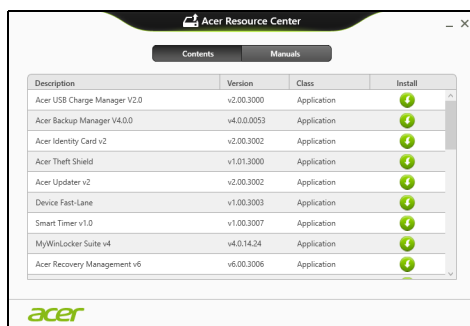 Acer Resource Center
Contents Manuals
Description Version Class Install
Acer USB Charge Manager V2.0 v2.00.3000 Application
Acer Backup Manager V4.0.0 v4.0.0.0053 Application
Acer Identity Card v2 v2.00.3002 Application
Acer Theft Shield v1.01.3000 Application
Acer Updater v2 v2.00.3002 Application
Device Fast-Lane v1.00.3003 Application
Smart Timer v1.0 v1.00.3007 Application
MyWinLocker Suite v4 v4.0.14.24 Application
Acer Recovery Management v6 v6.00.3006 Application
acer